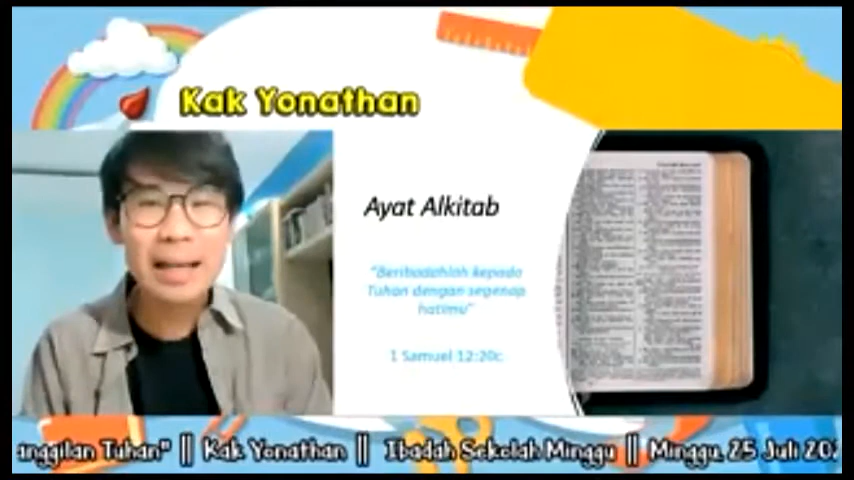 Kak Yonathan
Ayat Alkitab
"Beribadahlah kepada
Tuhan dengan segenap
hatimu"
1 Samuel 12:20c.
anggilan Tuhan" || Kak Yonathan || Ibadah Sekolah Minggu || Minggu, 25 Juli 202